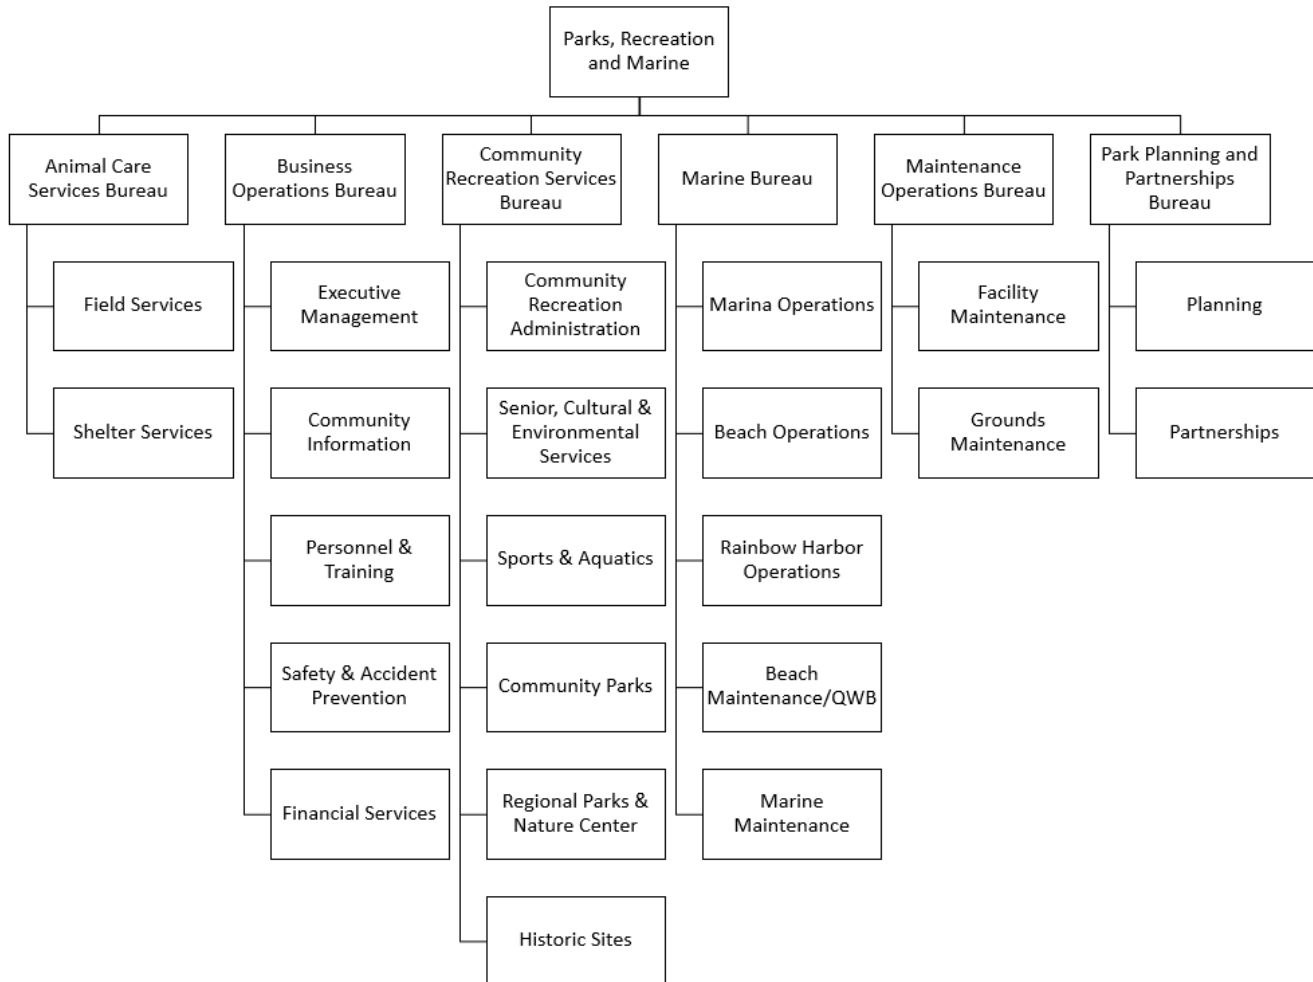 Parks, Recreation
and Marine
Animal Care
Services Bureau
Business
Operations Bureau
Community
Recreation Services
Bureau
Marine Bureau
Maintenance
Operations Bureau
Park Planning and
Partnerships
Bureau
Field Services
Executive
Management
Community
Recreation
Administration
Marina Operations
Facility
Maintenance
Planning
Shelter Services
Community
Information
Senior, Cultural &
Environmental
Services
Beach Operations
Grounds
Maintenance
Partnerships
Personnel &
Training
Sports & Aquatics
Rainbow Harbor
Operations
Safety & Accident
Prevention
Community Parks
Beach
Maintenance/QWB
Financial Services
Regional Parks &
Nature Center
Marine
Maintenance
Historic Sites